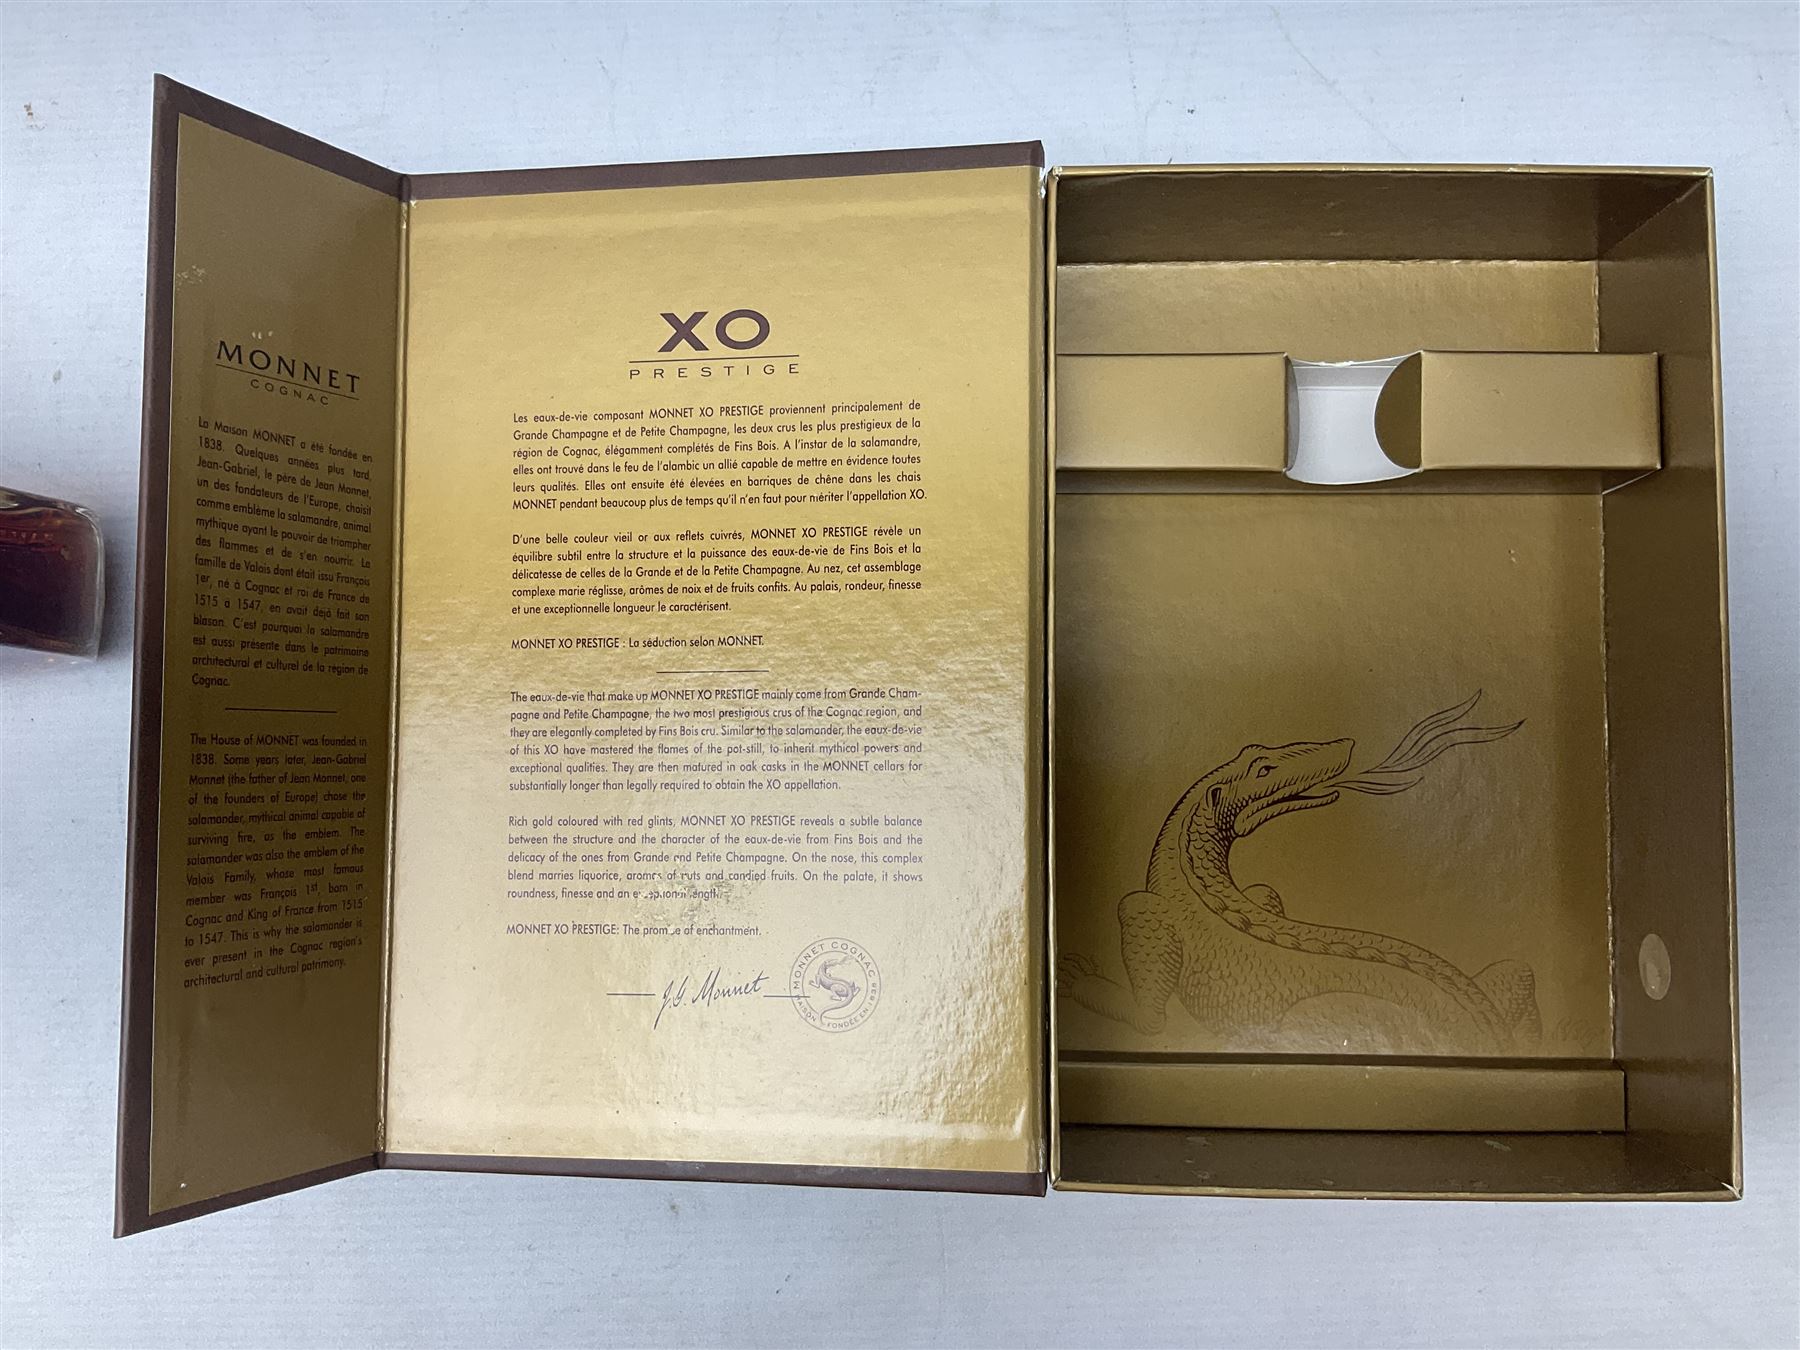 MONNET
COGNAC
La Maison MONNET a été fondée en
1838. Quelques années plus tard,
Jean-Gabriel, le père de Jean Monnet,
un des fondateurs de l'Europe, choisit
comme emblème la salamandre, animal
mythique ayant le pouvoir de triompher
des flammes et de s'en nourrir. La
famille de Valois dont était issu François
1er, né à Cognac et roi de France de
1515 à 1547, en avait déjà fait son
blason. C'est pourquoi la salamandre
est aussi présente dans le patrimoine
architectural et culturel de la région de
Cognac.
The House of MONNET was founded in
1838. Some years later, Jean-Gabriel
Monnet (the father of Jean Monnet, one
of the founders of Europe) chose the
salamander, mythical animal capable of
surviving fire, as the emblem. The
salamander was also the emblem of the
Valois Family, whose most famous
member was François 1st, born in
Cognac and King of France from 1515
to 1547. This is why the salamander is
ever present in the Cognac region's
architectural and cultural patrimony.
XO
PRESTIGE
Les eaux-de-vie composant MONNET XO PRESTIGE proviennent principalement de
Grande Champagne et de Petite Champagne, les deux crus les plus prestigieux de la
région de Cognac, élégamment complétés de Fins Bois. A l'instar de la salamandre,
elles ont trouvé dans le feu de l'alambic un allié capable de mettre en évidence toutes
leurs qualités. Elles ont ensuite été élevées en barriques de chêne dans les chais
MONNET pendant beaucoup plus de temps qu'il n'en faut pour mériter l'appellation XO.
D'une belle couleur vieil or aux reflets cuivrés, MONNET XO PRESTIGE révèle un
équilibre subtil entre la structure et la puissance des eaux-de-vie de Fins Bois et la
délicatesse de celles de la Grande et de la Petite Champagne. Au nez, cet assemblage
complexe marie réglisse, arômes de noix et de fruits confits. Au palais, rondeur, finesse
et une exceptionnelle longueur le caractérisent.
MONNET XO PRESTIGE : La séduction selon MONNET.
The eaux-de-vie that make up MONNET XO PRESTIGE mainly come from Grande Cham-
pagne and Petite Champagne, the two most prestigious crus of the Cognac region, and
they are elegantly completed by Fins Bois cru. Similar to the salamander, the eaux-de-vie
of this XO have mastered the flames of the pot-still, to inherit mythical powers and
exceptional qualities. They are then matured in oak casks in the MONNET cellars for
substantially longer than legally required to obtain the XO appellation.
Rich gold coloured with red glints, MONNET XO PRESTIGE reveals a subtle balance
between the structure and the character of the eaux-de-vie from Fins Bois and the
delicacy of the ones from Grande and Petite Champagne. On the nose, this complex
blend marries liquorice, aromas of nuts and candied fruits. On the palate, it shows
roundness, finesse and an exceptional length.
MONNET XO PRESTIGE: The promise of enchantment.
J.G. Monnet
MONNET COGNAC
MAISON FONDÉE EN 1838